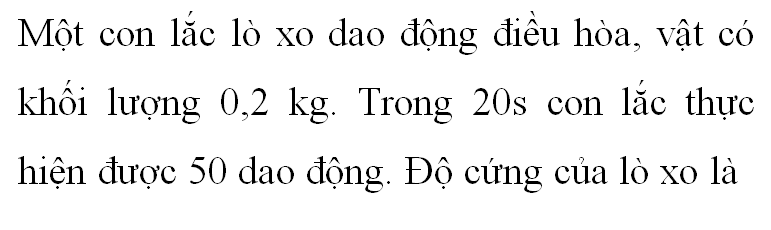 Một con lắc lò xo dao động điều hòa, vật có
khối lượng 0,2 kg. Trong 20s con lắc thực
hiện được 50 dao động. Độ cứng của lò xo là